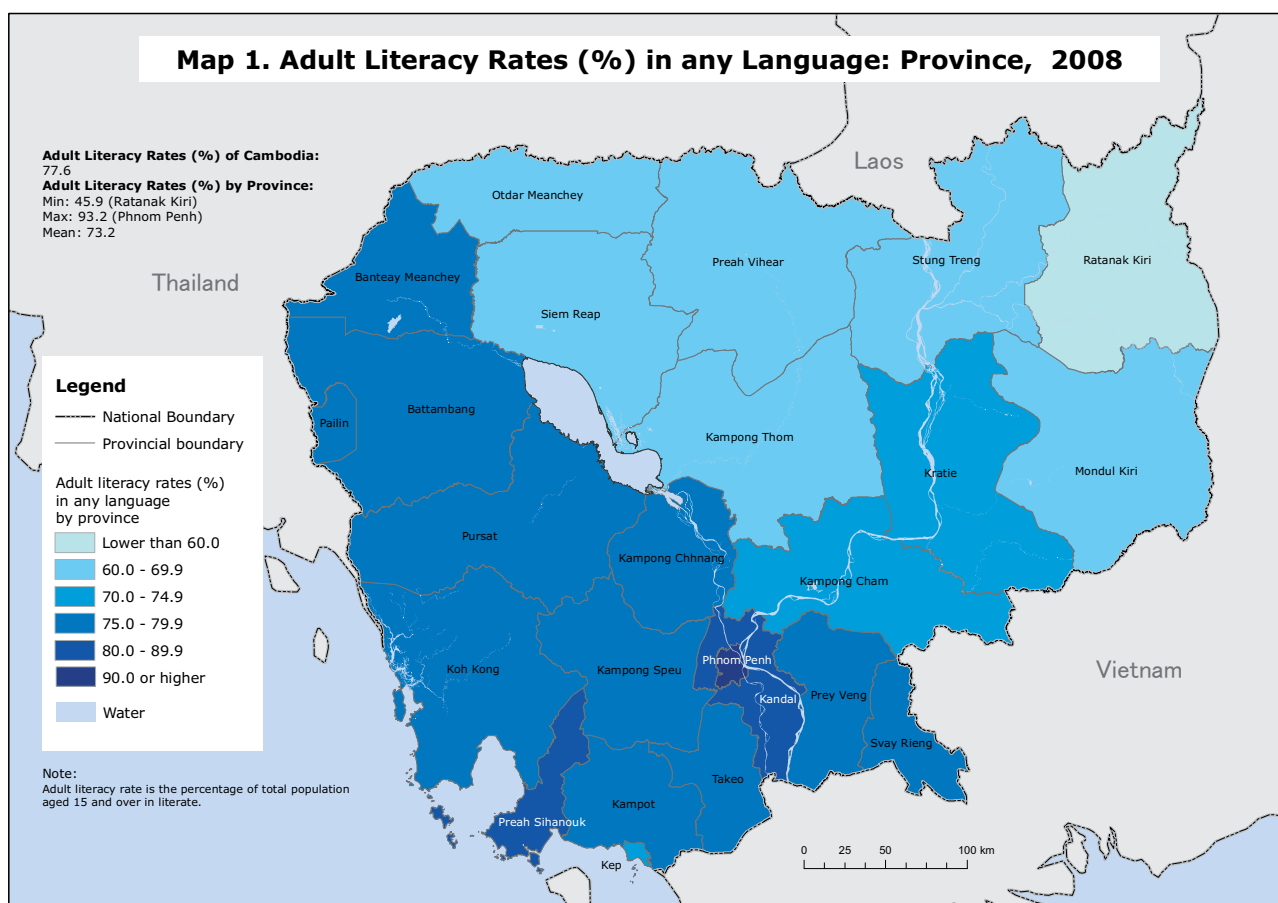 Map 1. Adult Literacy Rates (%) in any Language: Province, 2008
Adult Literacy Rates (%) of Cambodia:
77.6
Adult Literacy Rates (%) by Province:
Min: 45.9 (Ratanak Kiri)
Max: 93.2 (Phnom Penh)
Mean: 73.2
Laos
Thailand
Vietnam
Otdar Meanchey
Banteay Meanchey
Siem Reap
Preah Vihear
Stung Treng
Ratanak Kiri
Battambang
Pailin
Kampong Thom
Kratie
Mondul Kiri
Pursat
Kampong Chhnang
Kampong Cham
Koh Kong
Kampong Speu
Phnom Penh
Kandal
Prey Veng
Svay Rieng
Takeo
Kampot
Preah Sihanouk
Kep
Legend
National Boundary
Provincial boundary
Adult literacy rates (%)
in any language
by province
Lower than 60.0
60.0 - 69.9
70.0 - 74.9
75.0 - 79.9
80.0 - 89.9
90.0 or higher
Water
Note:
Adult literacy rate is the percentage of total population
aged 15 and over in literate.
0 25 50 100 km